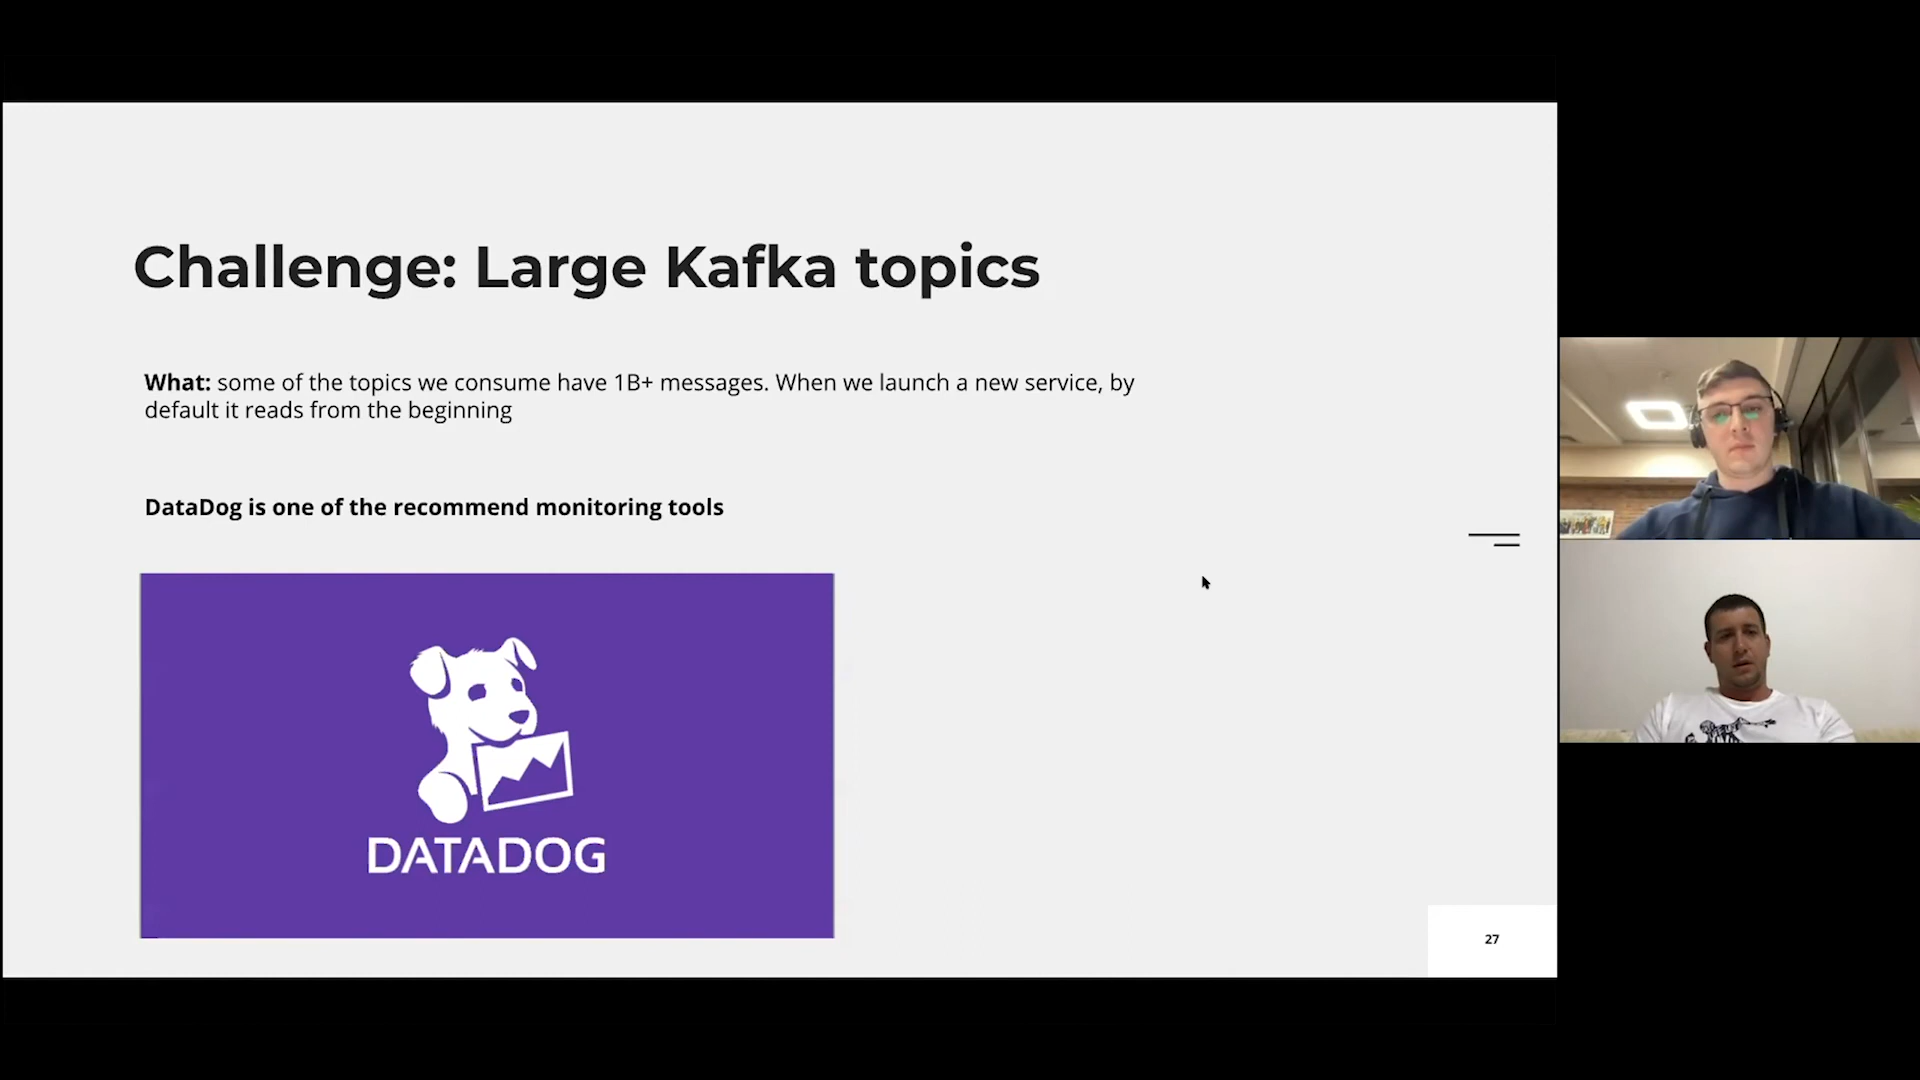 Challenge: Large Kafka topics
What: some of the topics we consume have 1B+ messages. When we launch a new service, by
default it reads from the beginning
DataDog is one of the recommend monitoring tools
DATADOG
27